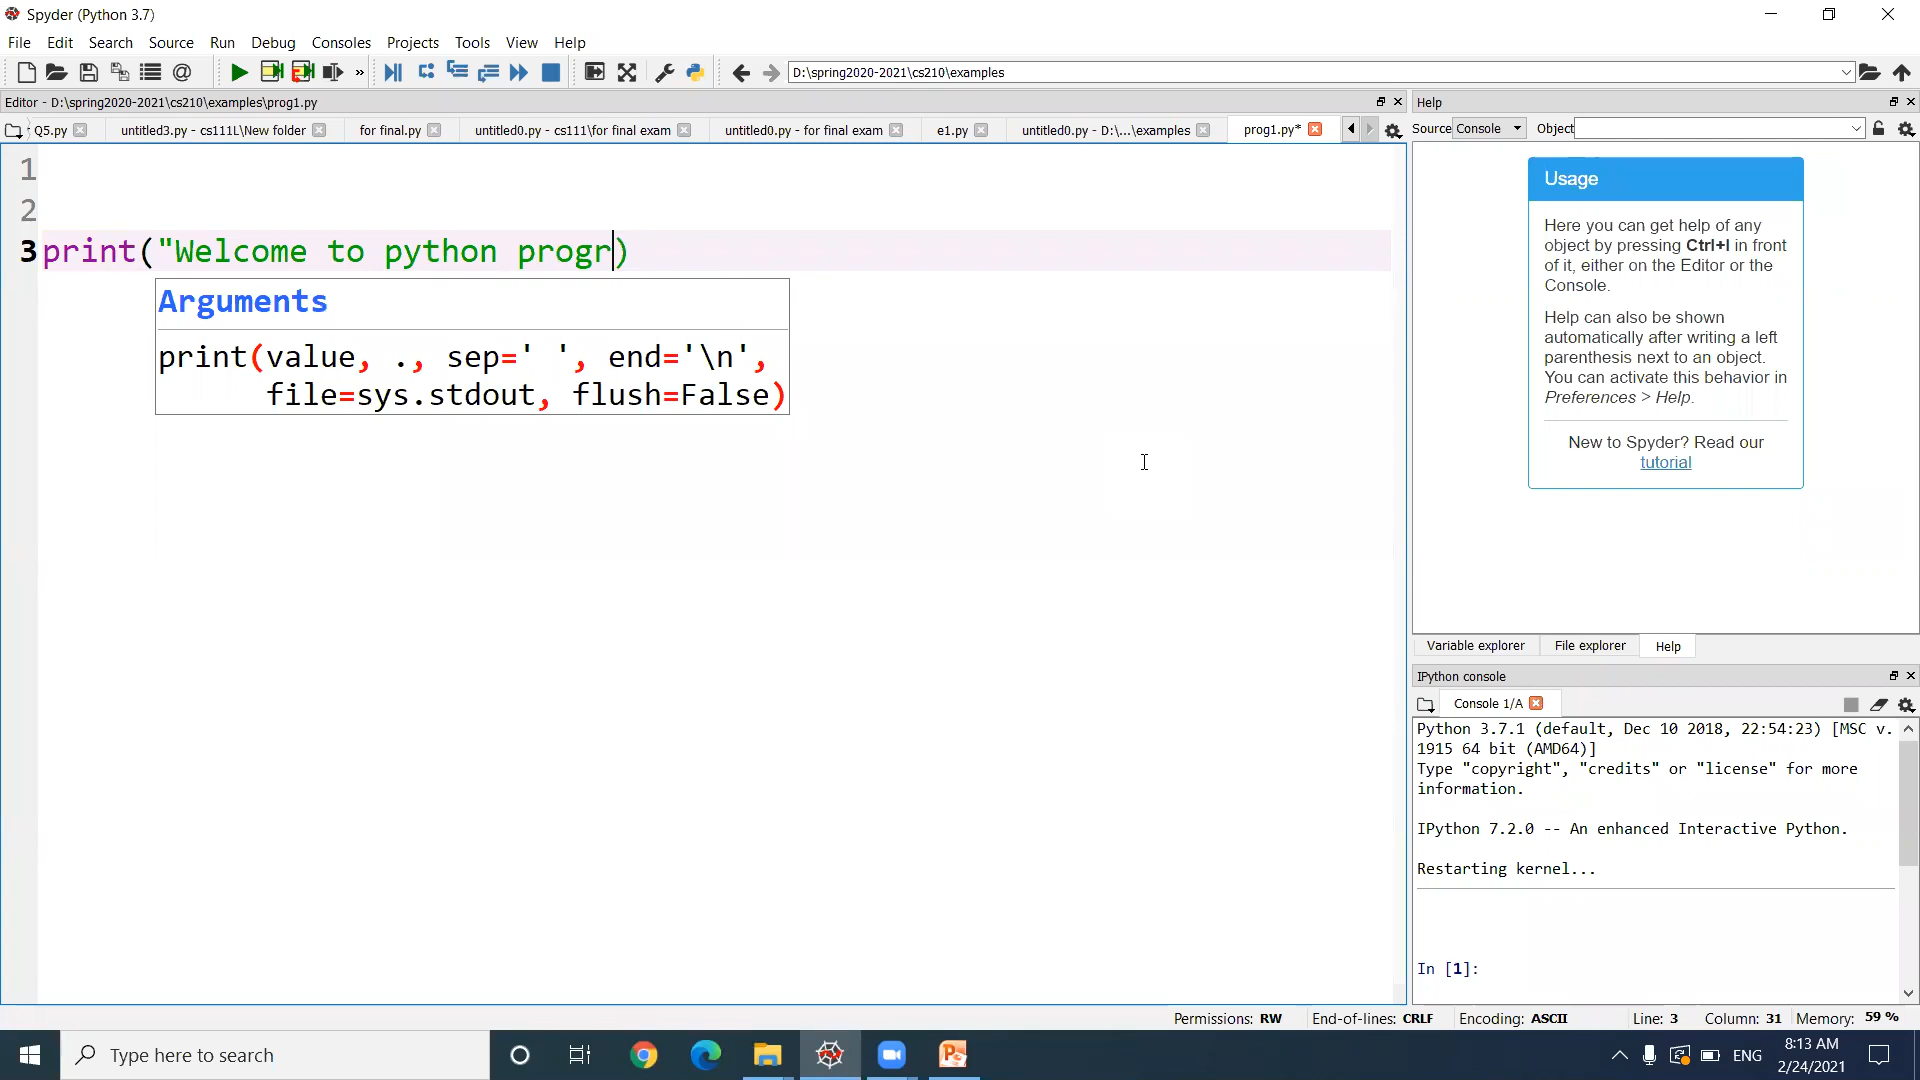 Spyder (Python 3.7)
File Edit Search Source Run Debug Consoles Projects Tools View Help
D:\spring2020-2021\cs210\examples
Editor - D:\spring2020-2021\cs210\examples\prog1.py
Q5.py untitled3.py - cs111L\New folder for final.py untitled0.py - cs111\for final exam untitled0.py - for final exam e1.py untitled0.py - D:\...\examples prog1.py*
1
2
3 print("Welcome to python progr)
Arguments
print(value, ., sep=' ', end='\n',
file=sys.stdout, flush=False)
Help
Source Console Object
Usage
Here you can get help of any
object by pressing Ctrl+I in front
of it, either on the Editor or the
Console.
Help can also be shown
automatically after writing a left
parenthesis next to an object.
You can activate this behavior in
Preferences > Help.
New to Spyder? Read our
tutorial
Variable explorer File explorer Help
IPython console
Console 1/A
Python 3.7.1 (default, Dec 10 2018, 22:54:23) [MSC v.
1915 64 bit (AMD64)]
Type "copyright", "credits" or "license" for more
information.
IPython 7.2.0 -- An enhanced Interactive Python.
Restarting kernel...
In [1]:
Permissions: RW End-of-lines: CRLF Encoding: ASCII Line: 3 Column: 31 Memory: 59 %
Type here to search
ENG
8:13 AM
2/24/2021